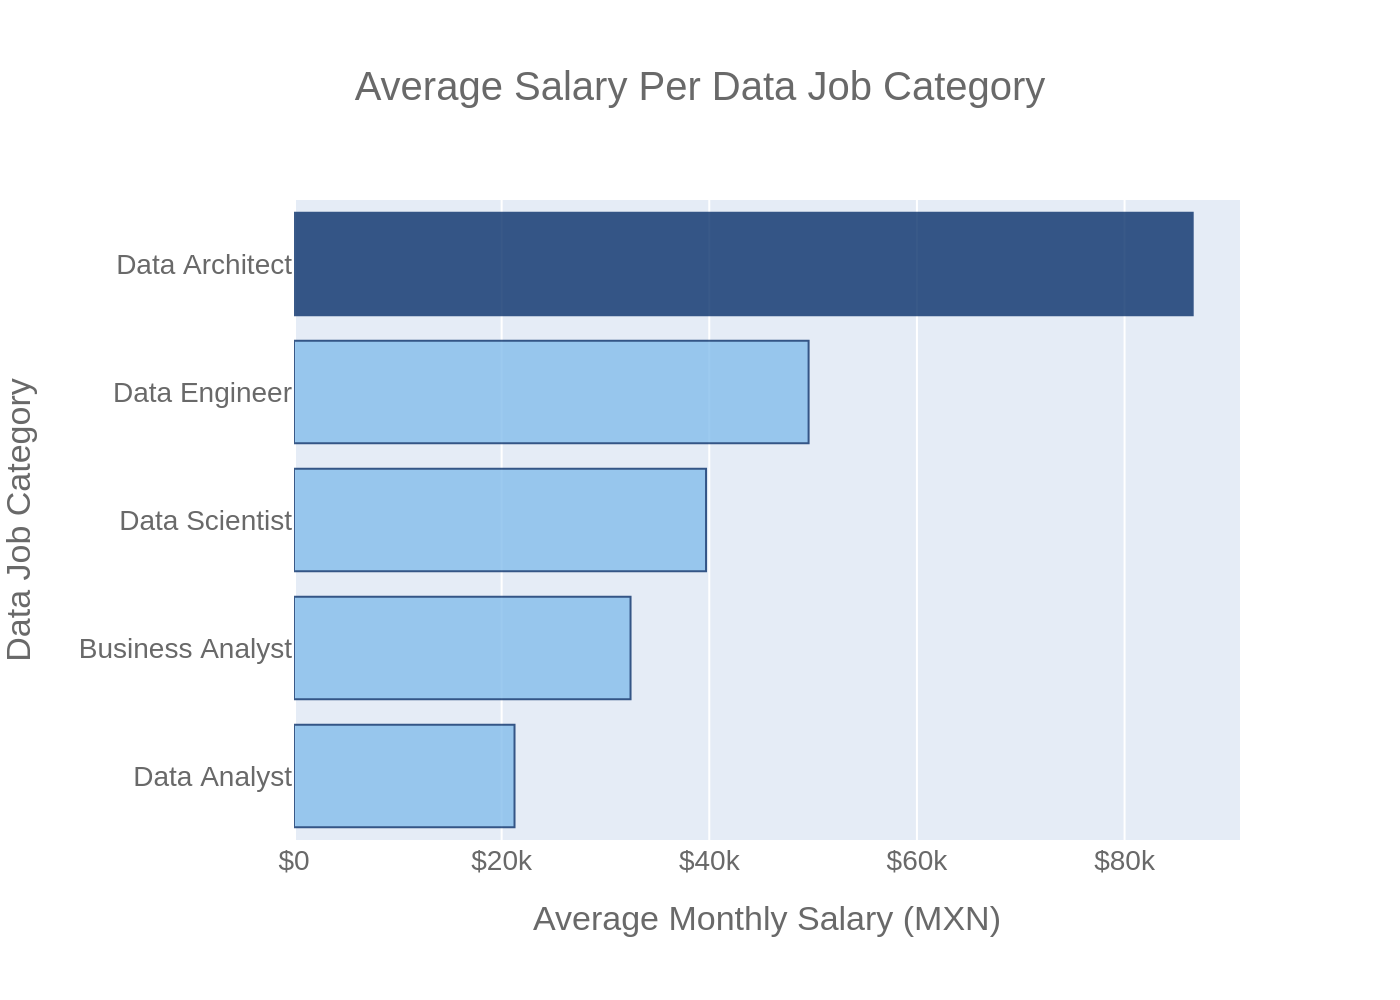 Average Salary Per Data Job Category
Data Job Category
Data Architect
Data Engineer
Data Scientist
Business Analyst
Data Analyst
$0 $20k $40k $60k $80k
Average Monthly Salary (MXN)